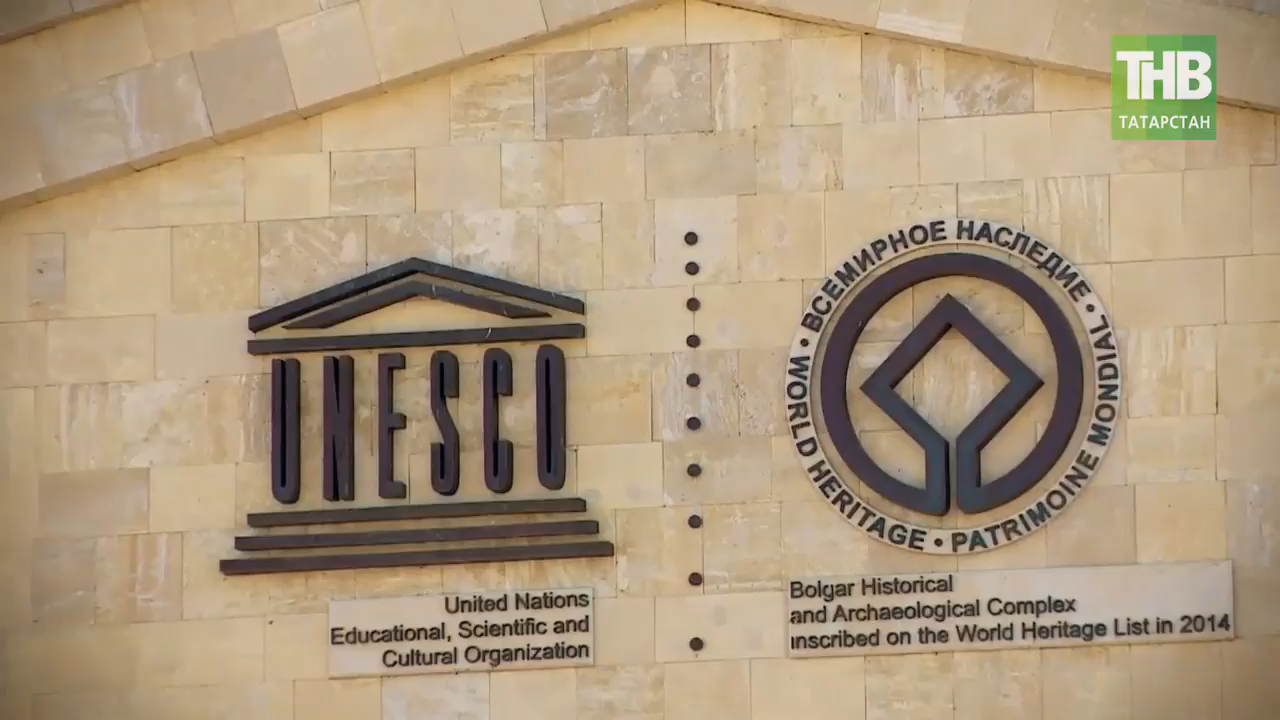 ТНВ
ТАТАРСТАН
UNESCO
United Nations
Educational, Scientific and
Cultural Organization
ВСЕМИРНОЕ НАСЛЕДИЕ • PATRIMOINE MONDIAL • WORLD HERITAGE •
Bolgar Historical
and Archaeological Complex
inscribed on the World Heritage List in 2014